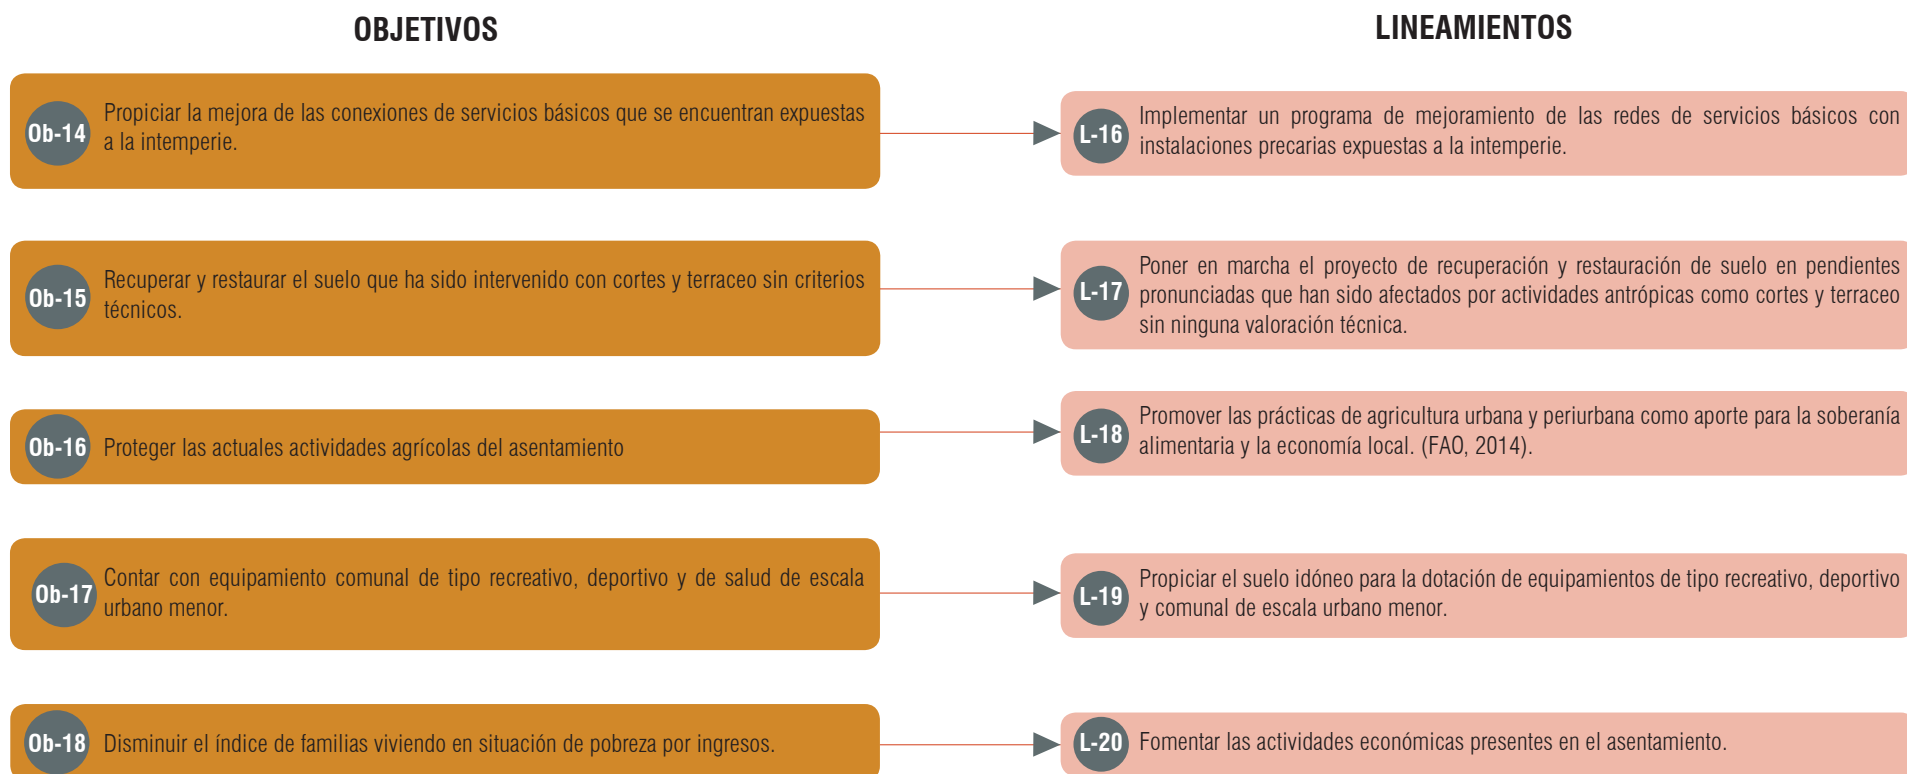 OBJETIVOS
LINEAMIENTOS
Ob-14
Propiciar la mejora de las conexiones de servicios básicos que se encuentran expuestas
a la intemperie.
L-16
Implementar un programa de mejoramiento de las redes de servicios básicos con
instalaciones precarias expuestas a la intemperie.
Ob-15
Recuperar y restaurar el suelo que ha sido intervenido con cortes y terraceo sin criterios
técnicos.
L-17
Poner en marcha el proyecto de recuperación y restauración de suelo en pendientes
pronunciadas que han sido afectados por actividades antrópicas como cortes y terraceo
sin ninguna valoración técnica.
Ob-16
Proteger las actuales actividades agrícolas del asentamiento
L-18
Promover las prácticas de agricultura urbana y periurbana como aporte para la soberanía
alimentaria y la economía local. (FAO, 2014).
Ob-17
Contar con equipamiento comunal de tipo recreativo, deportivo y de salud de escala
urbano menor.
L-19
Propiciar el suelo idóneo para la dotación de equipamientos de tipo recreativo, deportivo
y comunal de escala urbano menor.
Ob-18
Disminuir el índice de familias viviendo en situación de pobreza por ingresos.
L-20
Fomentar las actividades económicas presentes en el asentamiento.